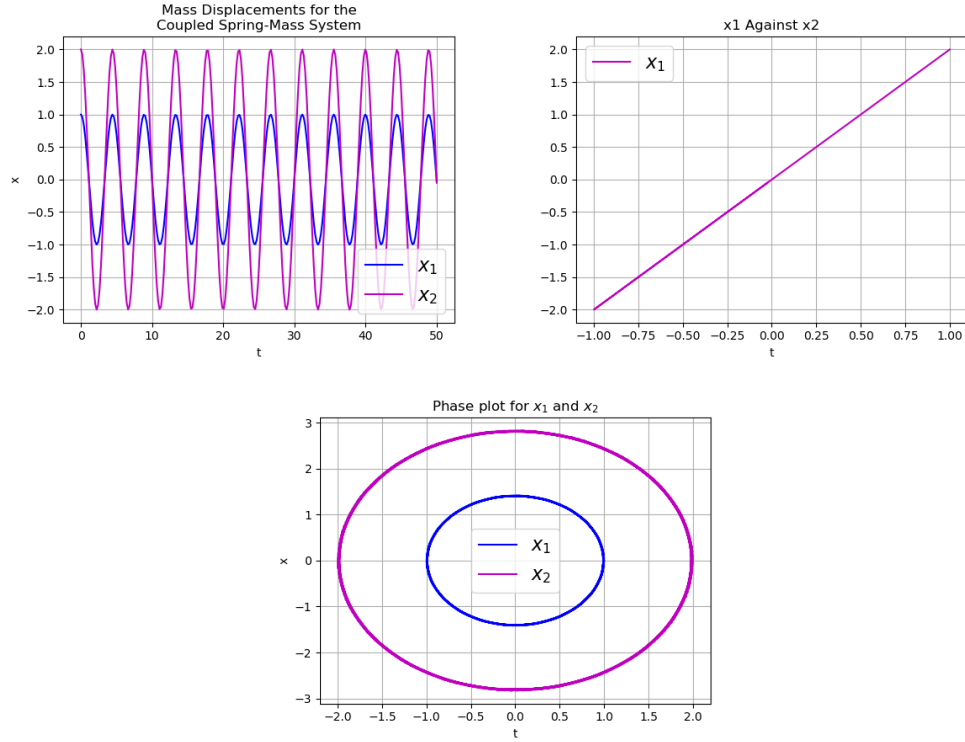 Mass Displacements for the
Coupled Spring-Mass System
2.0
1.5
1.0
0.5
0.0
−0.5
−1.0
−1.5
−2.0
x
x₁
x₂
0 10 20 30 40 50
t
x1 Against x2
x₁
2.0
1.5
1.0
0.5
0.0
−0.5
−1.0
−1.5
−2.0
−1.00 −0.75 −0.50 −0.25 0.00 0.25 0.50 0.75 1.00
t
Phase plot for x₁ and x₂
3
2
1
0
−1
−2
−3
x
x₁
x₂
−2.0 −1.5 −1.0 −0.5 0.0 0.5 1.0 1.5 2.0
t